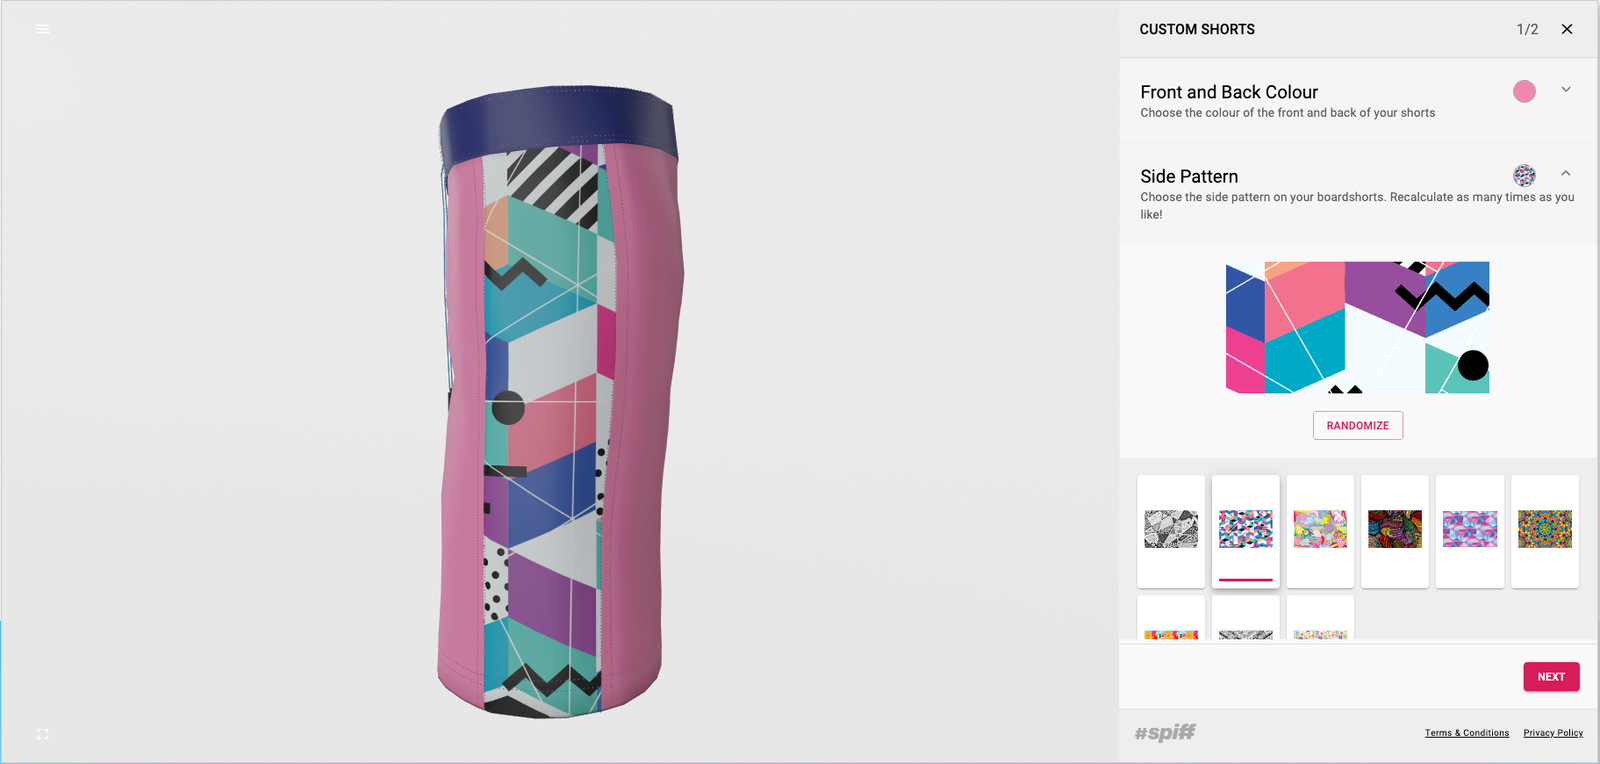 CUSTOM SHORTS
1/2
Front and Back Colour
Choose the colour of the front and back of your shorts
Side Pattern
Choose the side pattern on your boardshorts. Recalculate as many times as you
like!
RANDOMIZE
NEXT
#spiff
Terms & Conditions
Privacy Policy